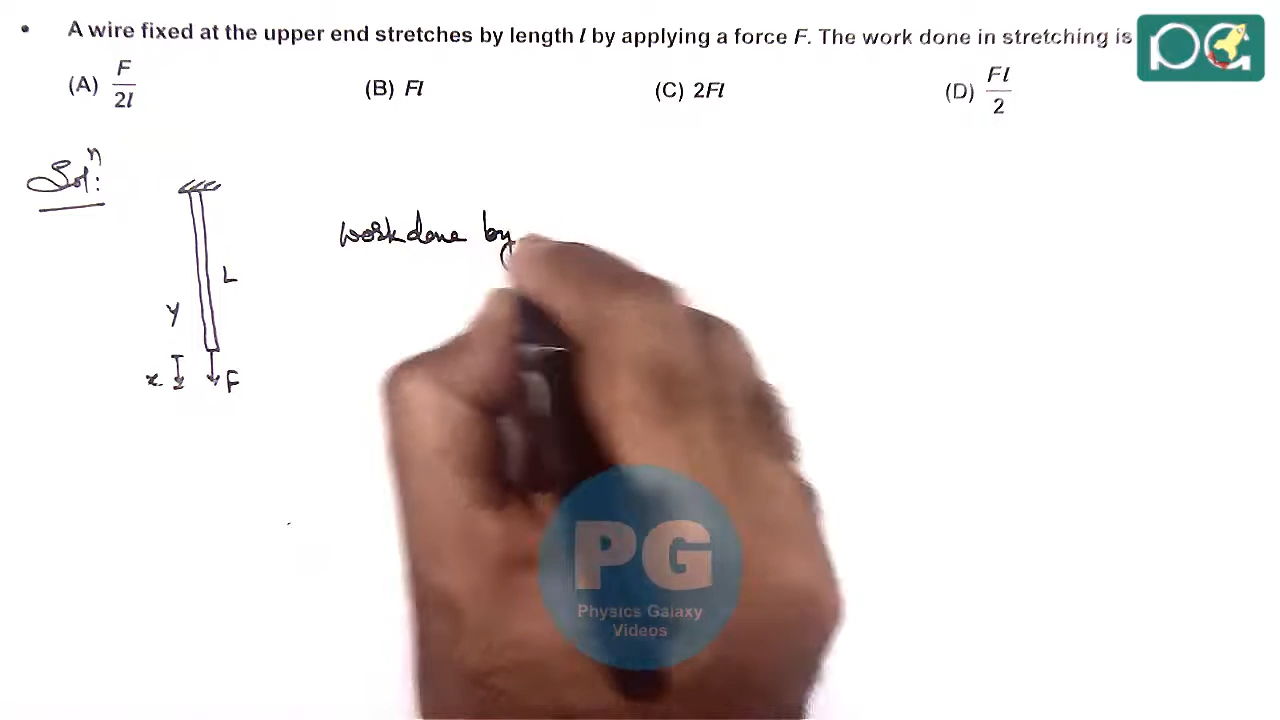 • A wire fixed at the upper end stretches by length l by applying a force F. The work done in stretching is
(A) F/2l (B) Fl (C) 2Fl (D) Fl/2
Solⁿ:
work done by
L
Y
x F
PG
Physics Galaxy
Videos